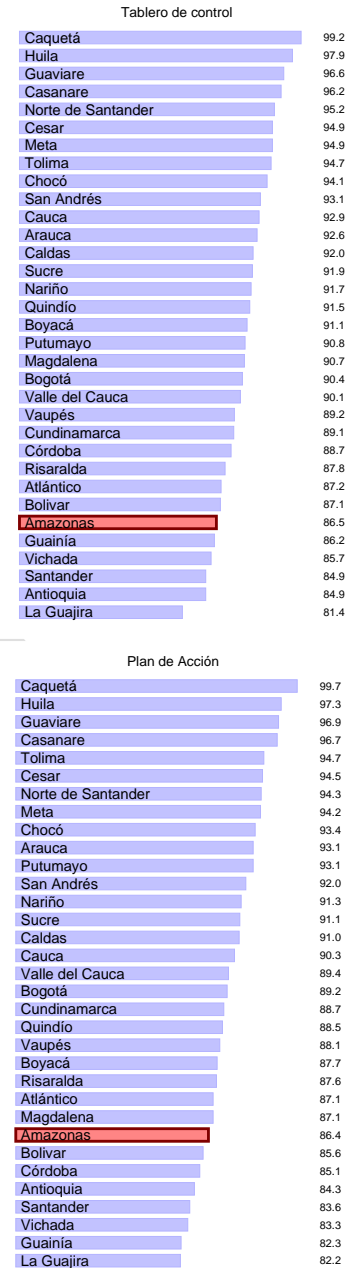 Tablero de control
Caquetá 99.2
Huila 97.9
Guaviare 96.6
Casanare 96.2
Norte de Santander 95.2
Cesar 94.9
Meta 94.9
Tolima 94.7
Chocó 94.1
San Andrés 93.1
Cauca 92.9
Arauca 92.6
Caldas 92.0
Sucre 91.9
Nariño 91.7
Quindío 91.5
Boyacá 91.1
Putumayo 90.8
Magdalena 90.7
Bogotá 90.4
Valle del Cauca 90.1
Vaupés 89.2
Cundinamarca 89.1
Córdoba 88.7
Risaralda 87.8
Atlántico 87.2
Bolivar 87.1
Amazonas 86.5
Guainía 86.2
Vichada 85.7
Santander 84.9
Antioquia 84.9
La Guajira 81.4
Plan de Acción
Caquetá 99.7
Huila 97.3
Guaviare 96.9
Casanare 96.7
Tolima 94.7
Cesar 94.5
Norte de Santander 94.3
Meta 94.2
Chocó 93.4
Arauca 93.1
Putumayo 93.1
San Andrés 92.0
Nariño 91.3
Sucre 91.1
Caldas 91.0
Cauca 90.3
Valle del Cauca 89.4
Bogotá 89.2
Cundinamarca 88.7
Quindío 88.5
Vaupés 88.1
Boyacá 87.7
Risaralda 87.6
Atlántico 87.1
Magdalena 87.1
Amazonas 86.4
Bolivar 85.6
Córdoba 85.1
Antioquia 84.3
Santander 83.6
Vichada 83.3
Guainía 82.3
La Guajira 82.2